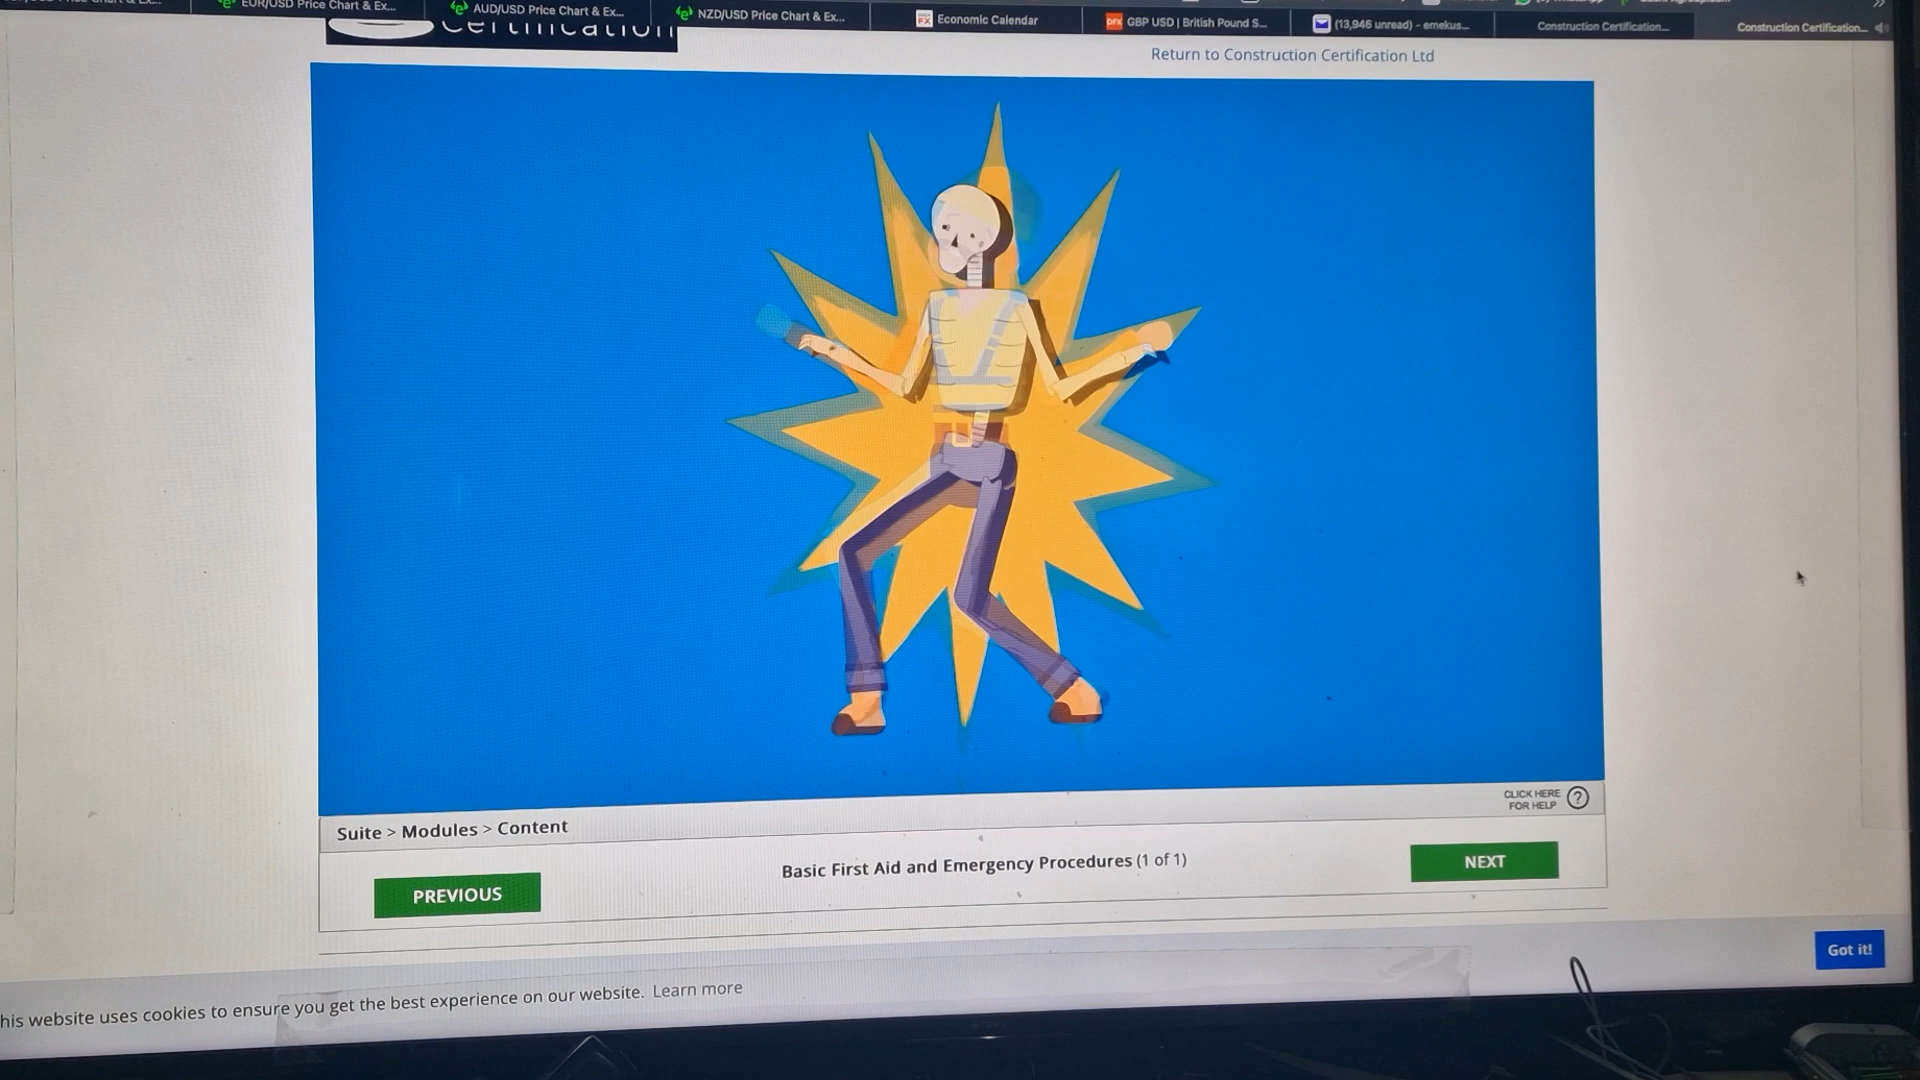 EUR/USD Price Chart & Ex...
AUD/USD Price Chart & Ex...
NZD/USD Price Chart & Ex...
Economic Calendar
GBP USD | British Pound S...
(13,946 unread) - emekus...
Construction Certification...
Construction Certification...
Certification
Return to Construction Certification Ltd
CLICK HERE
FOR HELP ?
Suite > Modules > Content
PREVIOUS
Basic First Aid and Emergency Procedures (1 of 1)
NEXT
Got it!
his website uses cookies to ensure you get the best experience on our website. Learn more